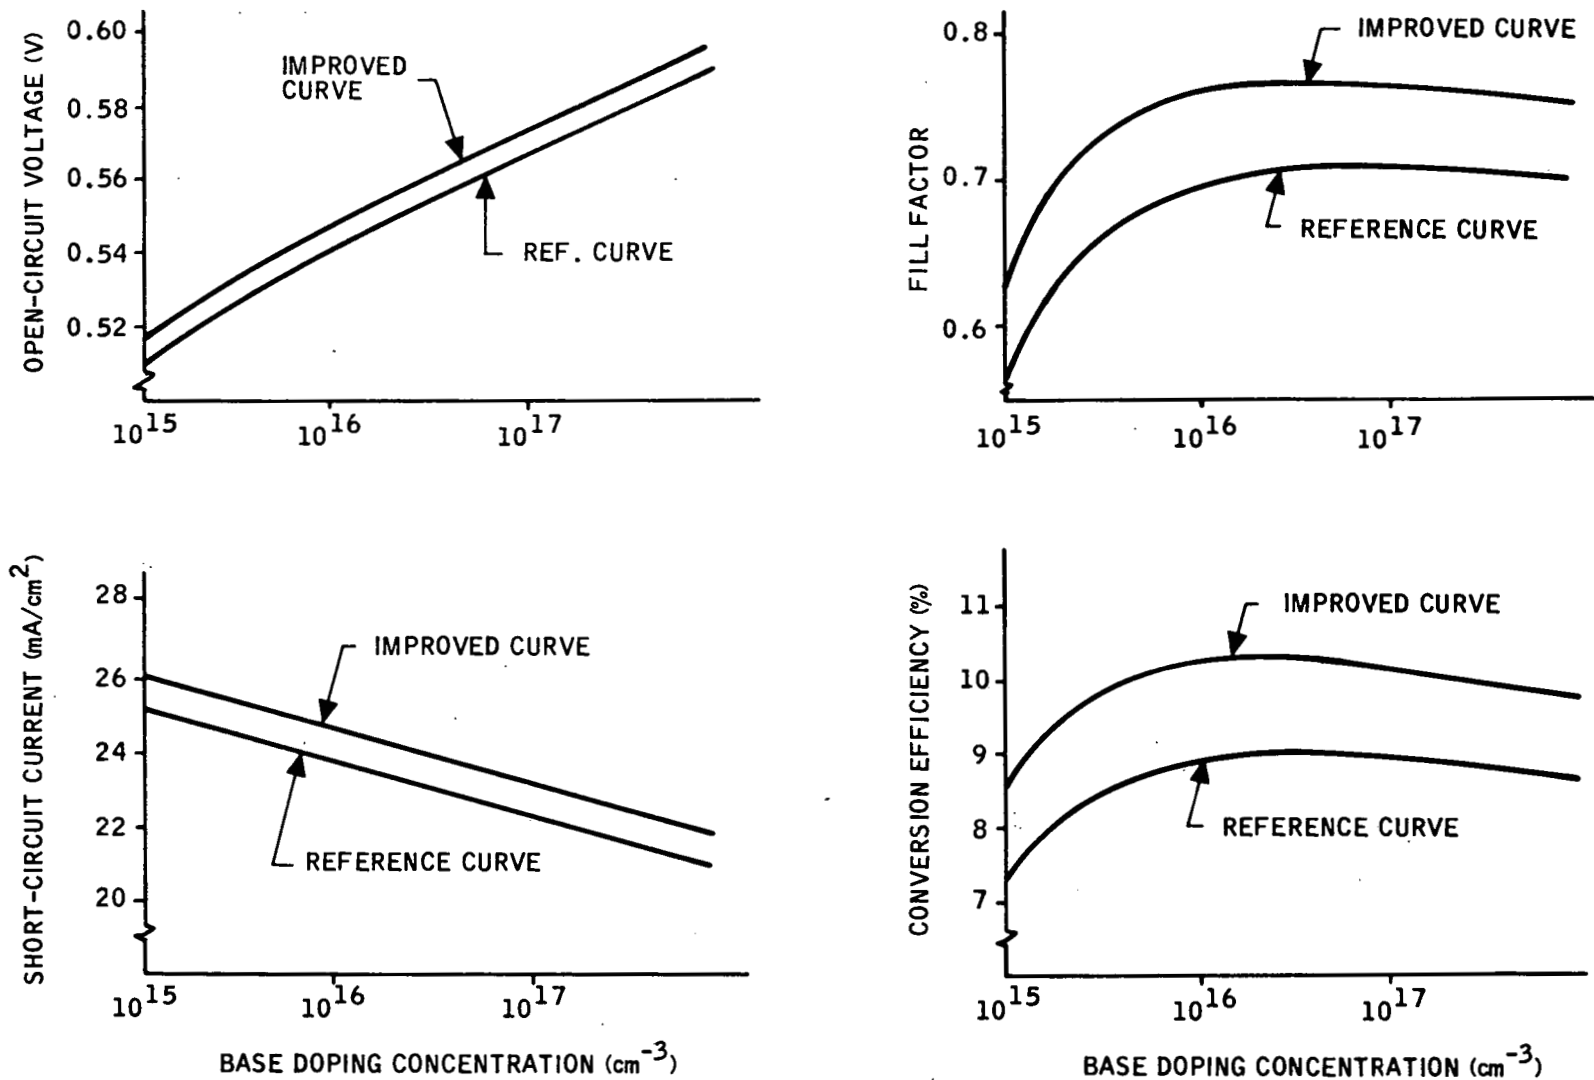 OPEN-CIRCUIT VOLTAGE (V)
0.60
0.58
0.56
0.54
0.52
IMPROVED
CURVE
REF. CURVE
10^15
10^16
10^17
FILL FACTOR
0.8
0.7
0.6
IMPROVED CURVE
REFERENCE CURVE
10^15
10^16
10^17
SHORT-CIRCUIT CURRENT (mA/cm^2)
28
26
24
22
20
IMPROVED CURVE
REFERENCE CURVE
10^15
10^16
10^17
BASE DOPING CONCENTRATION (cm^-3)
CONVERSION EFFICIENCY (%)
11
10
9
8
7
IMPROVED CURVE
REFERENCE CURVE
10^15
10^16
10^17
BASE DOPING CONCENTRATION (cm^-3)